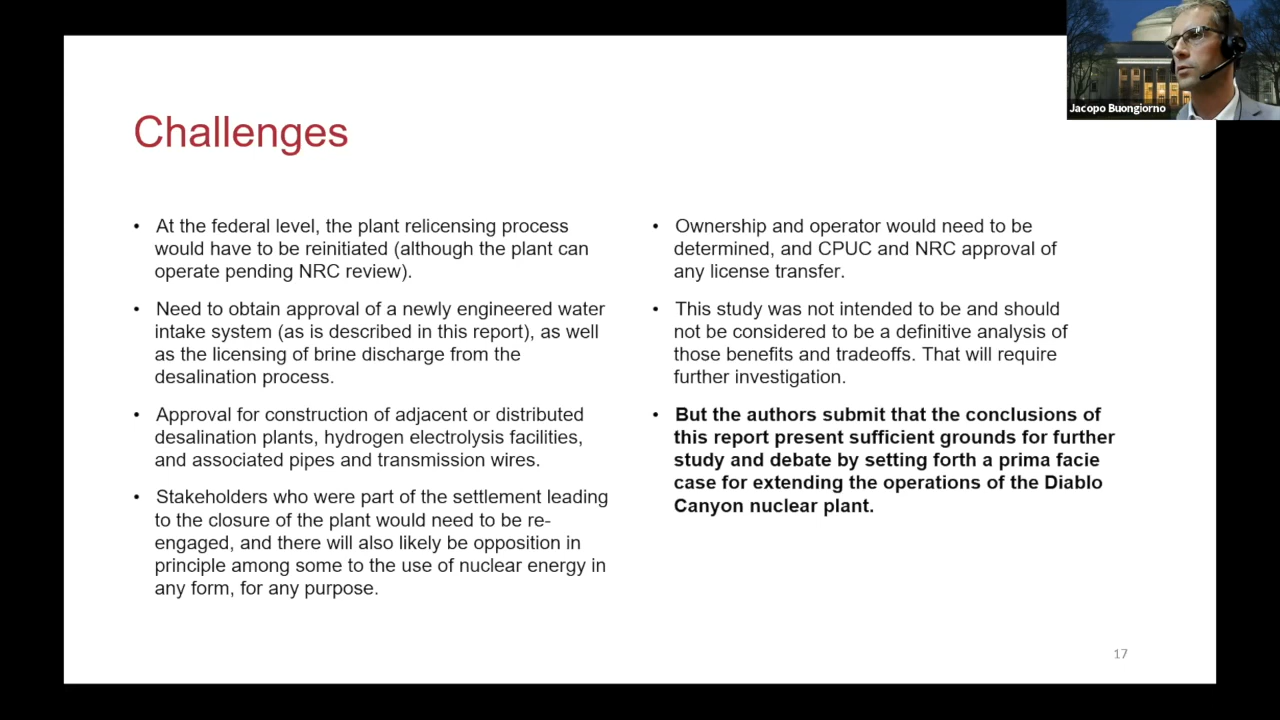 Jacopo Buongiorno
Challenges
• At the federal level, the plant relicensing process
would have to be reinitiated (although the plant can
operate pending NRC review).
• Need to obtain approval of a newly engineered water
intake system (as is described in this report), as well
as the licensing of brine discharge from the
desalination process.
• Approval for construction of adjacent or distributed
desalination plants, hydrogen electrolysis facilities,
and associated pipes and transmission wires.
• Stakeholders who were part of the settlement leading
to the closure of the plant would need to be re-
engaged, and there will also likely be opposition in
principle among some to the use of nuclear energy in
any form, for any purpose.
• Ownership and operator would need to be
determined, and CPUC and NRC approval of
any license transfer.
• This study was not intended to be and should
not be considered to be a definitive analysis of
those benefits and tradeoffs. That will require
further investigation.
• But the authors submit that the conclusions of
this report present sufficient grounds for further
study and debate by setting forth a prima facie
case for extending the operations of the Diablo
Canyon nuclear plant.
17